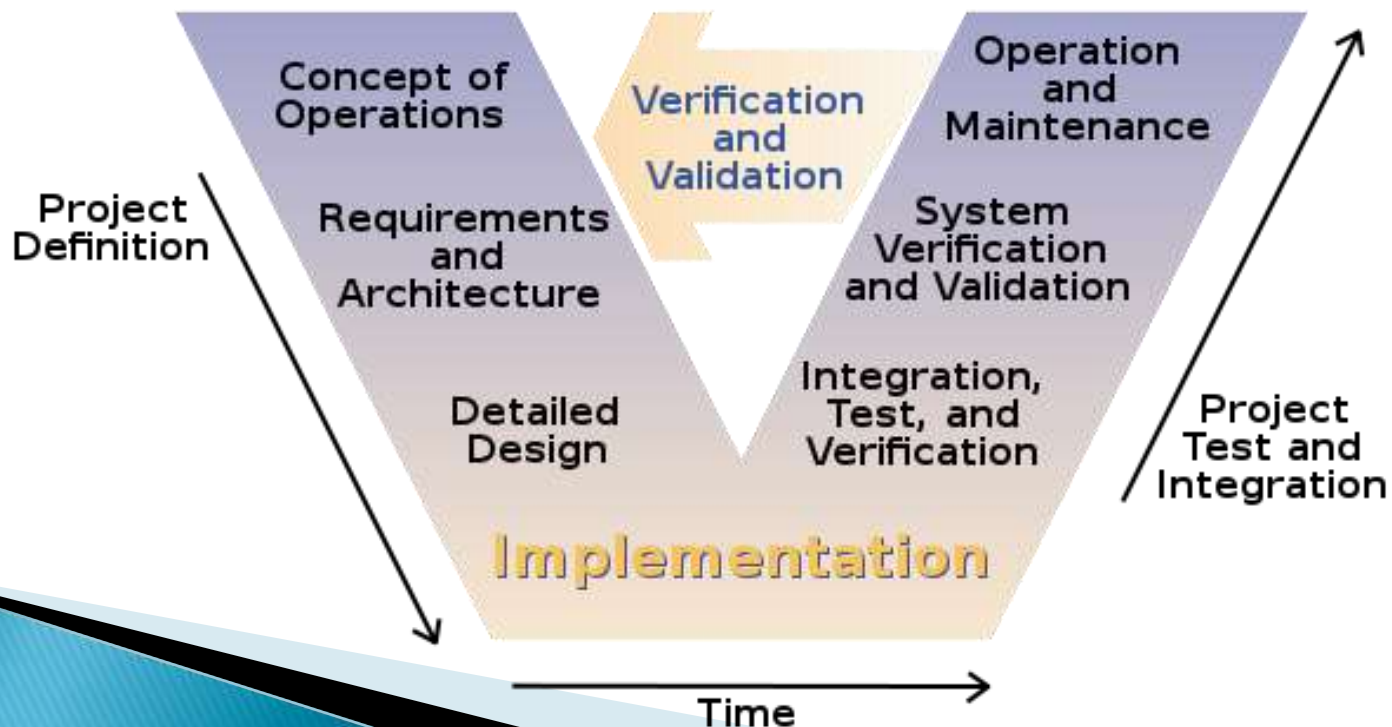 Concept of
Operations
Verification
and
Validation
Operation
and
Maintenance
Project
Definition
Requirements
and
Architecture
System
Verification
and Validation
Detailed
Design
Integration,
Test, and
Verification
Project
Test and
Integration
Implementation
Time